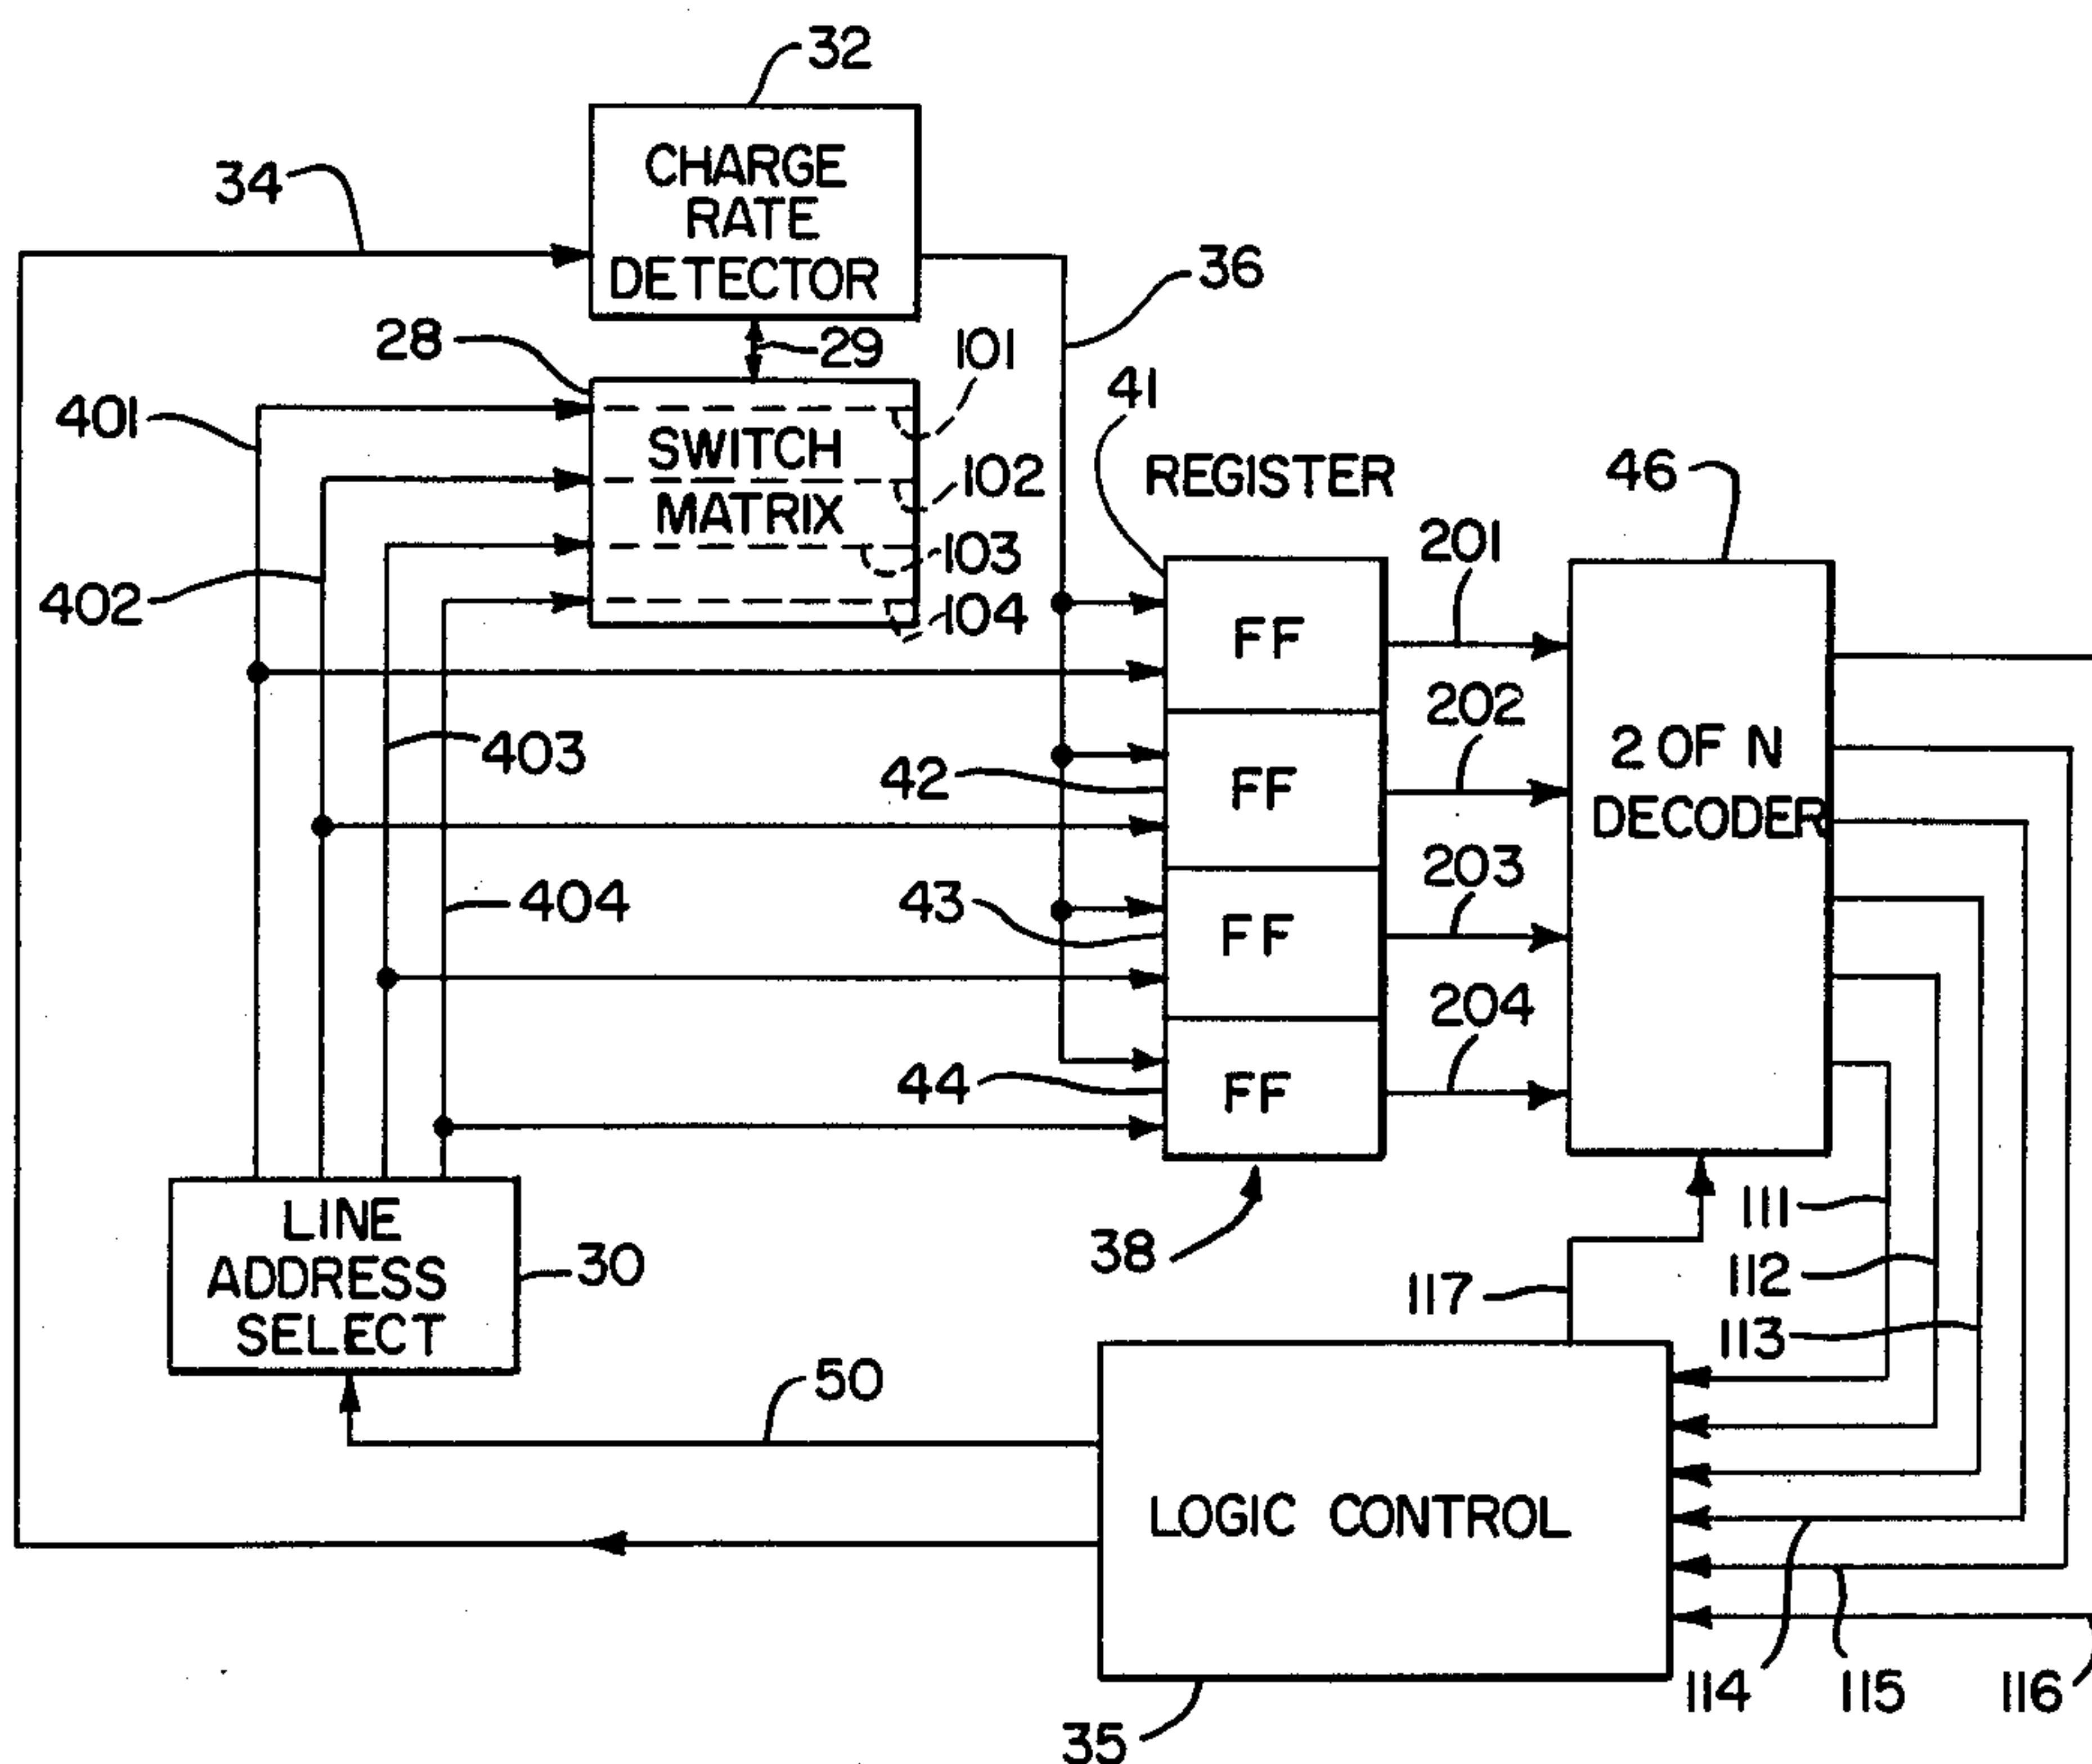 32
CHARGE
RATE
DETECTOR
34
36
28
29
101
401
SWITCH
MATRIX
102
103
104
402
41
REGISTER
46
201
FF
202
403
42
FF
2 OF N
DECODER
203
404
43
FF
204
44
FF
111
LINE
ADDRESS
SELECT
30
38
117
112
113
50
LOGIC CONTROL
114
115
116
35